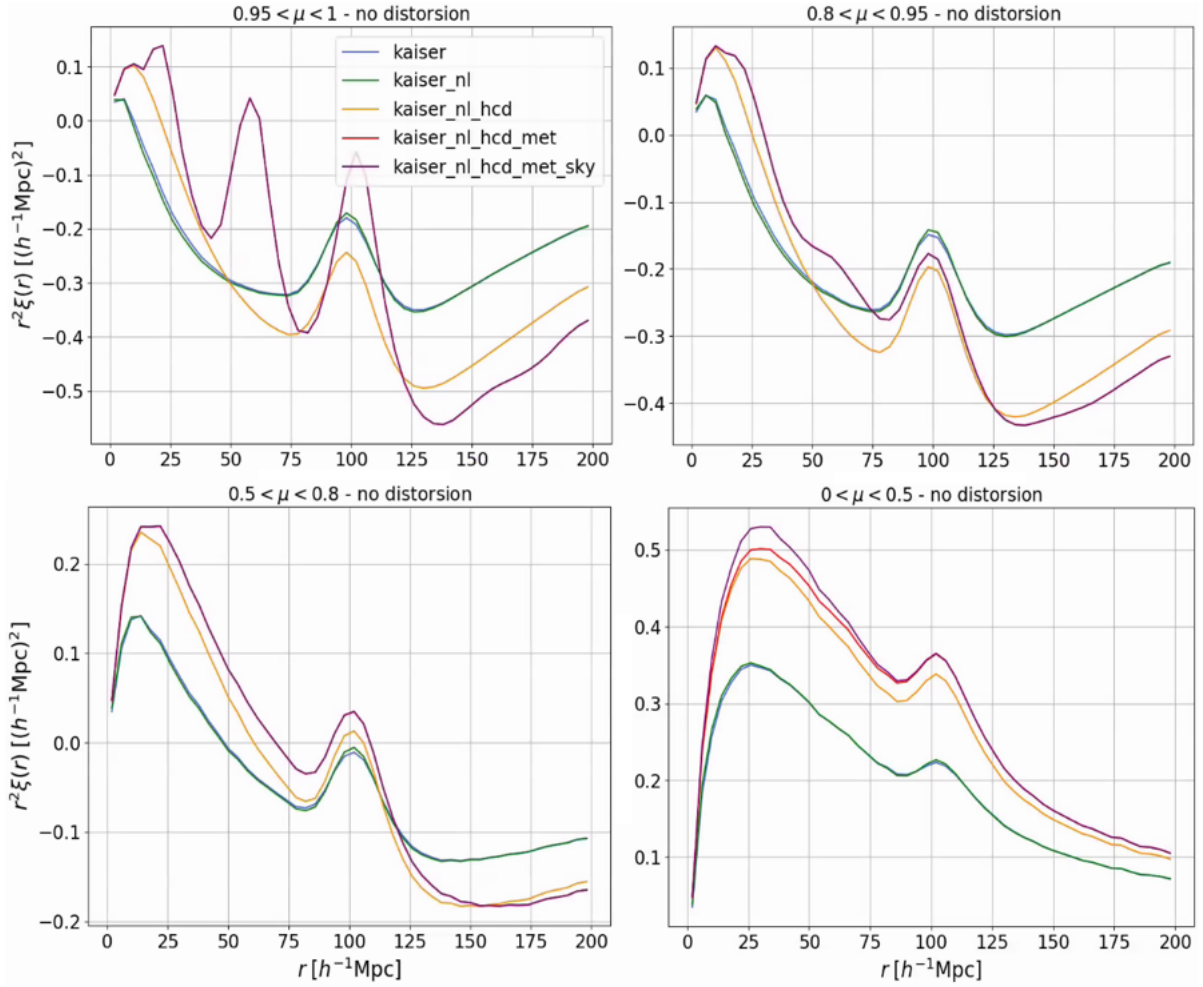 0.95 < μ < 1 - no distorsion
r²ξ(r) [(h⁻¹Mpc)²]
0.1
0.0
−0.1
−0.2
−0.3
−0.4
−0.5
kaiser
kaiser_nl
kaiser_nl_hcd
kaiser_nl_hcd_met
kaiser_nl_hcd_met_sky
0 25 50 75 100 125 150 175 200
0.8 < μ < 0.95 - no distorsion
0.1
0.0
−0.1
−0.2
−0.3
−0.4
0 25 50 75 100 125 150 175 200
0.5 < μ < 0.8 - no distorsion
r²ξ(r) [(h⁻¹Mpc)²]
0.2
0.1
0.0
−0.1
−0.2
0 25 50 75 100 125 150 175 200
r [h⁻¹Mpc]
0 < μ < 0.5 - no distorsion
0.5
0.4
0.3
0.2
0.1
0 25 50 75 100 125 150 175 200
r [h⁻¹Mpc]